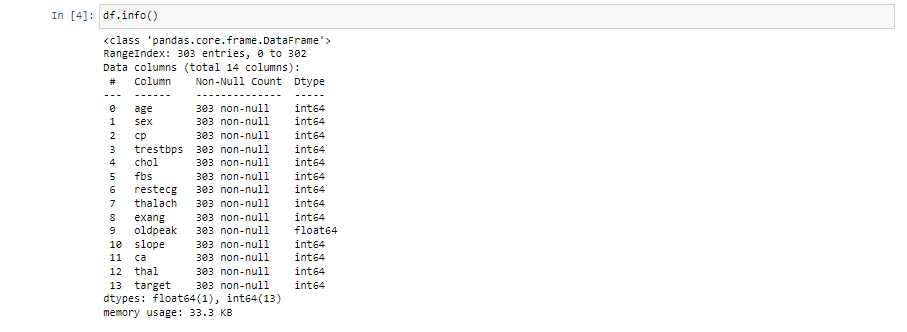 In [4]: df.info()
<class 'pandas.core.frame.DataFrame'>
RangeIndex: 303 entries, 0 to 302
Data columns (total 14 columns):
 #   Column    Non-Null Count  Dtype
---  ------    --------------  -----
 0   age       303 non-null    int64
 1   sex       303 non-null    int64
 2   cp        303 non-null    int64
 3   trestbps  303 non-null    int64
 4   chol      303 non-null    int64
 5   fbs       303 non-null    int64
 6   restecg   303 non-null    int64
 7   thalach   303 non-null    int64
 8   exang     303 non-null    int64
 9   oldpeak   303 non-null    float64
 10  slope     303 non-null    int64
 11  ca        303 non-null    int64
 12  thal      303 non-null    int64
 13  target    303 non-null    int64
dtypes: float64(1), int64(13)
memory usage: 33.3 KB